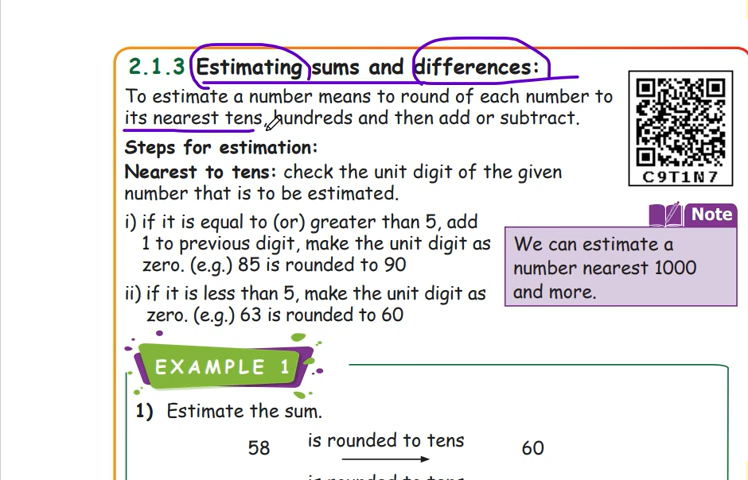 2.1.3 Estimating sums and differences:
To estimate a number means to round of each number to
its nearest tens, hundreds and then add or subtract.
C9T1N7
Steps for estimation:
Nearest to tens: check the unit digit of the given
number that is to be estimated.
i) if it is equal to (or) greater than 5, add
1 to previous digit, make the unit digit as
zero. (e.g.) 85 is rounded to 90
ii) if it is less than 5, make the unit digit as
zero. (e.g.) 63 is rounded to 60
Note
We can estimate a
number nearest 1000
and more.
EXAMPLE 1
1) Estimate the sum.
58 is rounded to tens 60
is rounded to tens